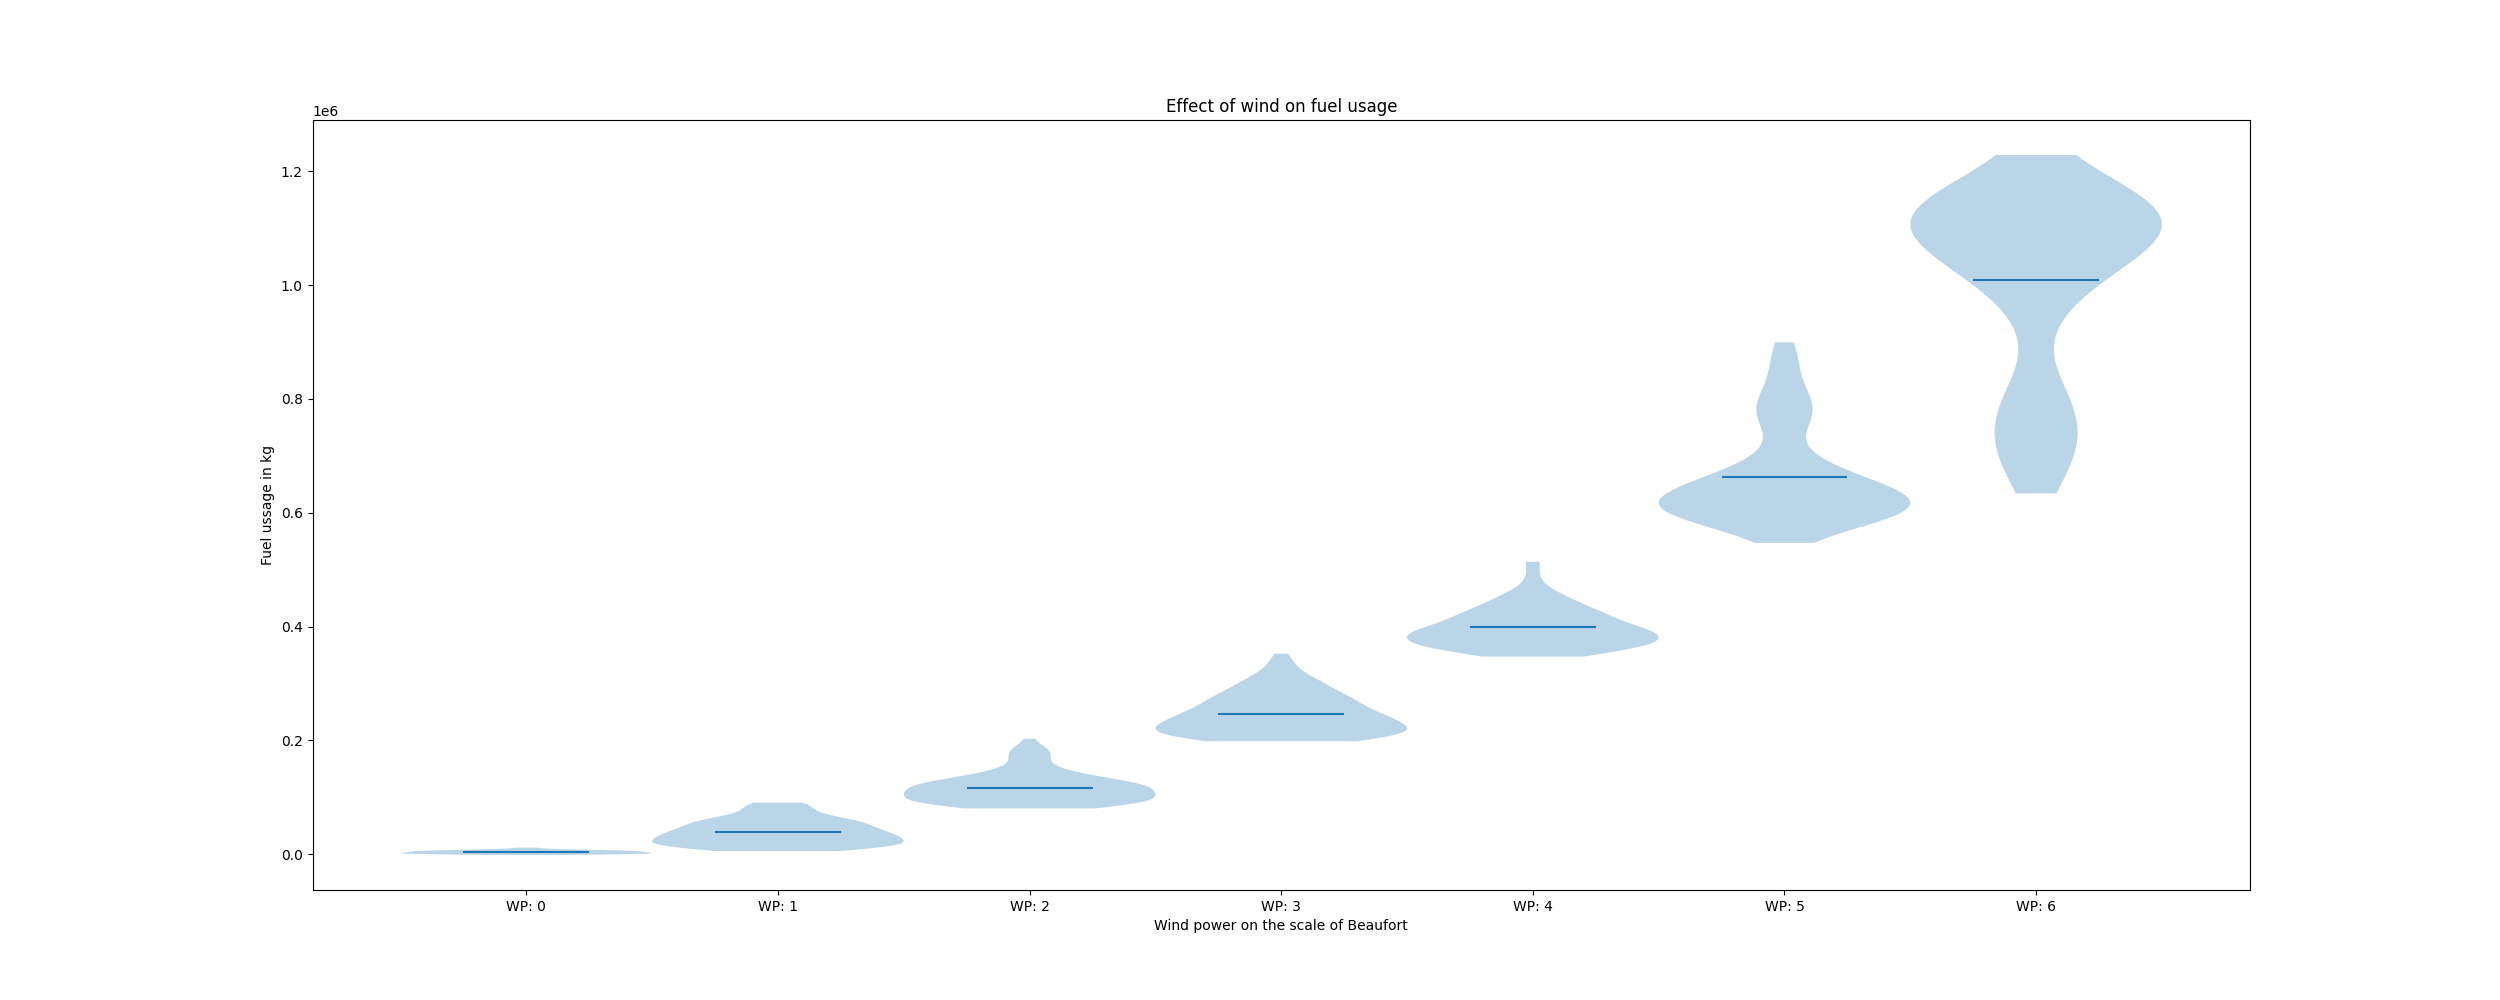 Effect of wind on fuel usage
1e6
1.2
1.0
0.8
0.6
0.4
0.2
0.0
Fuel ussage in kg
WP: 0 WP: 1 WP: 2 WP: 3 WP: 4 WP: 5 WP: 6
Wind power on the scale of Beaufort